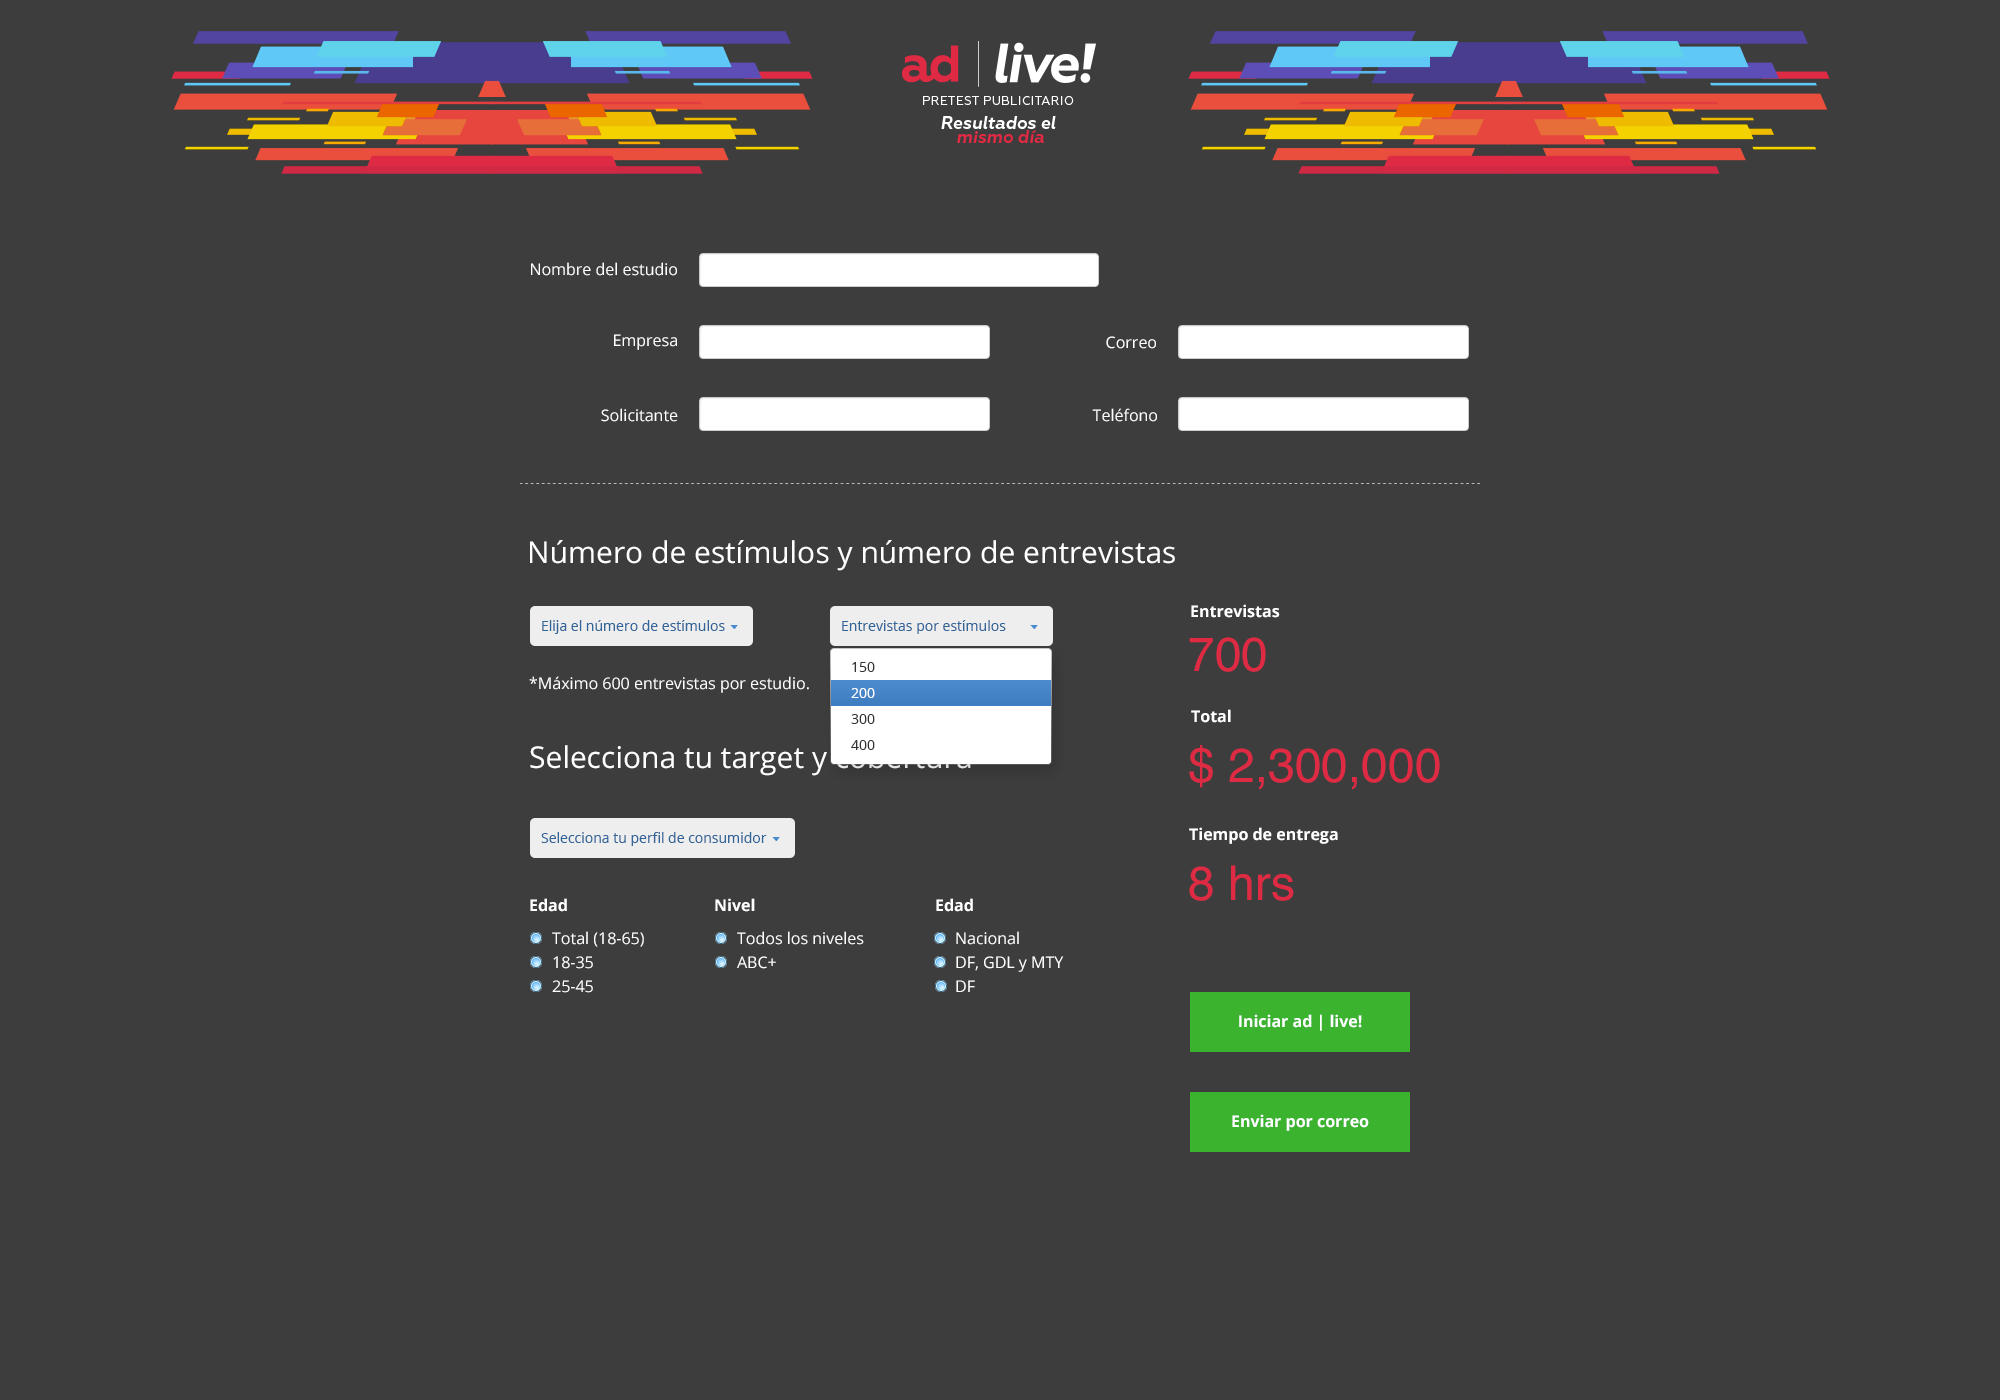 ad | live!
PRETEST PUBLICITARIO
Resultados el
mismo día
Nombre del estudio
Empresa
Correo
Solicitante
Teléfono
Número de estímulos y número de entrevistas
Elija el número de estímulos
Entrevistas por estímulos
150
200
300
400
*Máximo 600 entrevistas por estudio.
Selecciona tu target y cobertura
Selecciona tu perfil de consumidor
Edad
Total (18-65)
18-35
25-45
Nivel
Todos los niveles
ABC+
Edad
Nacional
DF, GDL y MTY
DF
Entrevistas
700
Total
$ 2,300,000
Tiempo de entrega
8 hrs
Iniciar ad | live!
Enviar por correo